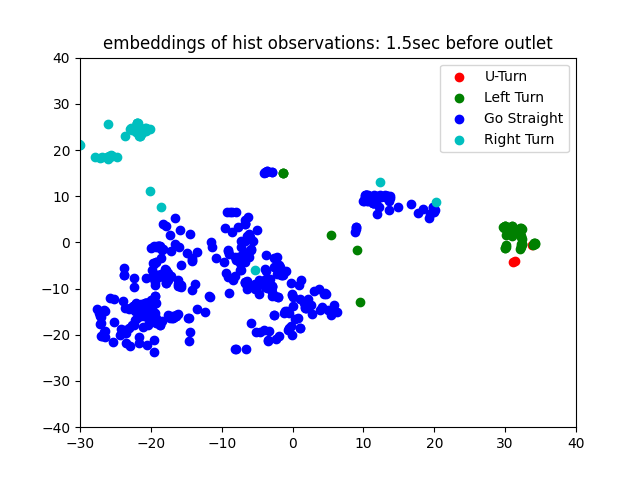 embeddings of hist observations: 1.5sec before outlet
U-Turn
Left Turn
Go Straight
Right Turn
40
30
20
10
0
−10
−20
−30
−40
−30 −20 −10 0 10 20 30 40